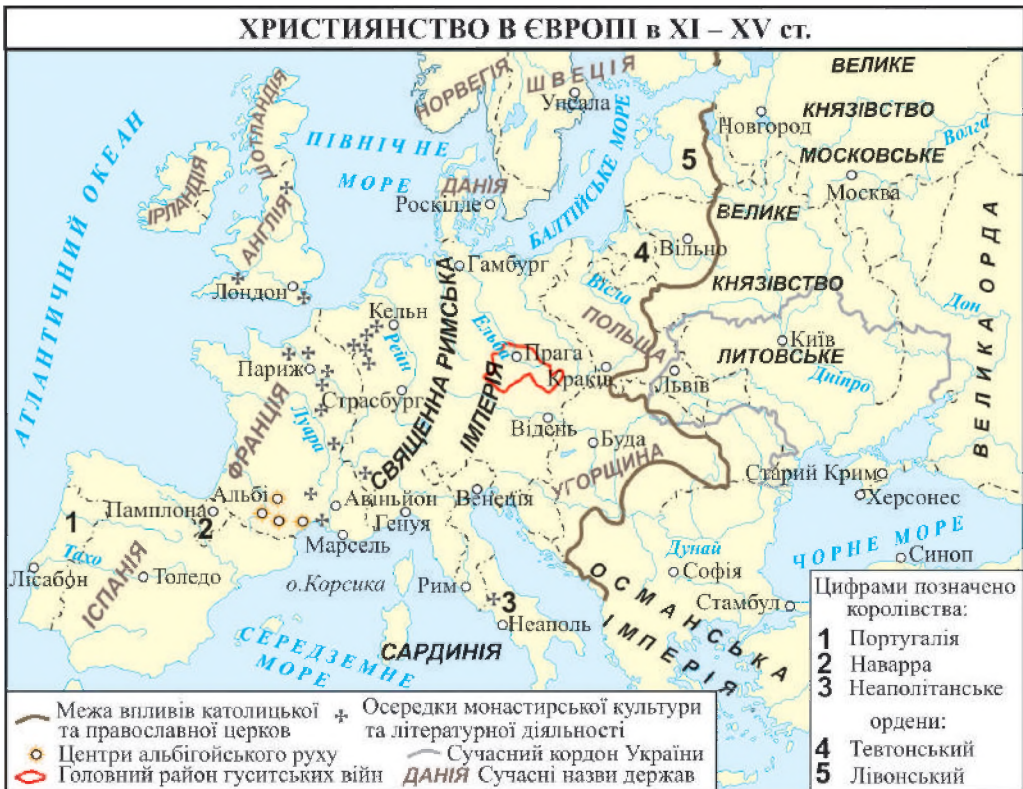 ХРИСТИЯНСТВО В ЄВРОПІ в XI – XV ст.
АТЛАНТИЧНИЙ ОКЕАН
ІРЛАНДІЯ
ШОТЛАНДІЯ
АНГЛІЯ
Лондон
ПІВНІЧНЕ
МОРЕ
НОРВЕГІЯ
ШВЕЦІЯ
Упсала
ДАНІЯ
Роскілле
БАЛТІЙСЬКЕ МОРЕ
5
Новгород
ВЕЛИКЕ
КНЯЗІВСТВО
МОСКОВСЬКЕ
Волга
Москва
ВЕЛИКЕ
4
Вільно
КНЯЗІВСТВО
ЛИТОВСЬКЕ
Київ
Дніпро
Дон
ВЕЛИКА ОРДА
Гамбург
Кельн
Рейн
Ельба
Вісла
ПОЛЬЩА
Прага
Краків
Львів
СВЯЩЕННА РИМСЬКА
ІМПЕРІЯ
Париж
Страсбург
Луара
ФРАНЦІЯ
Відень
Буда
УГОРЩИНА
Старий Крим
Херсонес
Альбі
Авіньйон
Венеція
Памплона
Генуя
Марсель
1
2
Тахо
Лісабон
Толедо
ІСПАНІЯ
о.Корсика
Рим
3
Неаполь
САРДИНІЯ
СЕРЕДЗЕМНЕ
МОРЕ
Дунай
Софія
Стамбул
ОСМАНСЬКА
ІМПЕРІЯ
ЧОРНЕ МОРЕ
Синоп
Цифрами позначено
королівства:
1 Португалія
2 Наварра
3 Неаполітанське
ордени:
4 Тевтонський
5 Лівонський
Межа впливів католицької
та православної церков
Центри альбігойського руху
Головний район гуситських війн
Осередки монастирської культури
та літературної діяльності
Сучасний кордон України
ДАНІЯ Сучасні назви держав